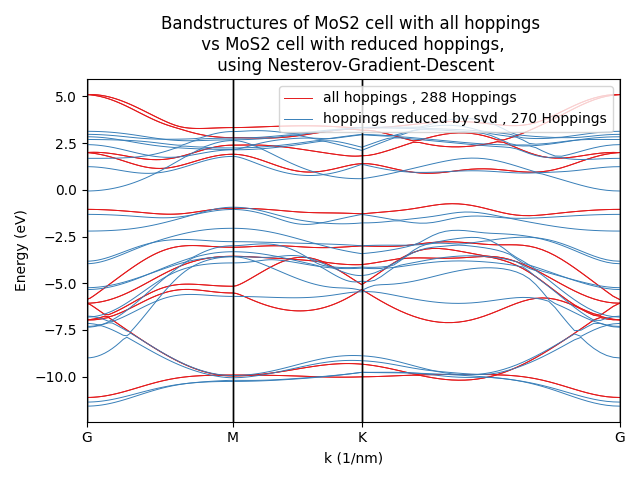 Bandstructures of MoS2 cell with all hoppings
vs MoS2 cell with reduced hoppings,
using Nesterov-Gradient-Descent
all hoppings , 288 Hoppings
hoppings reduced by svd , 270 Hoppings
Energy (eV)
5.0
2.5
0.0
−2.5
−5.0
−7.5
−10.0
G
M
K
G
k (1/nm)